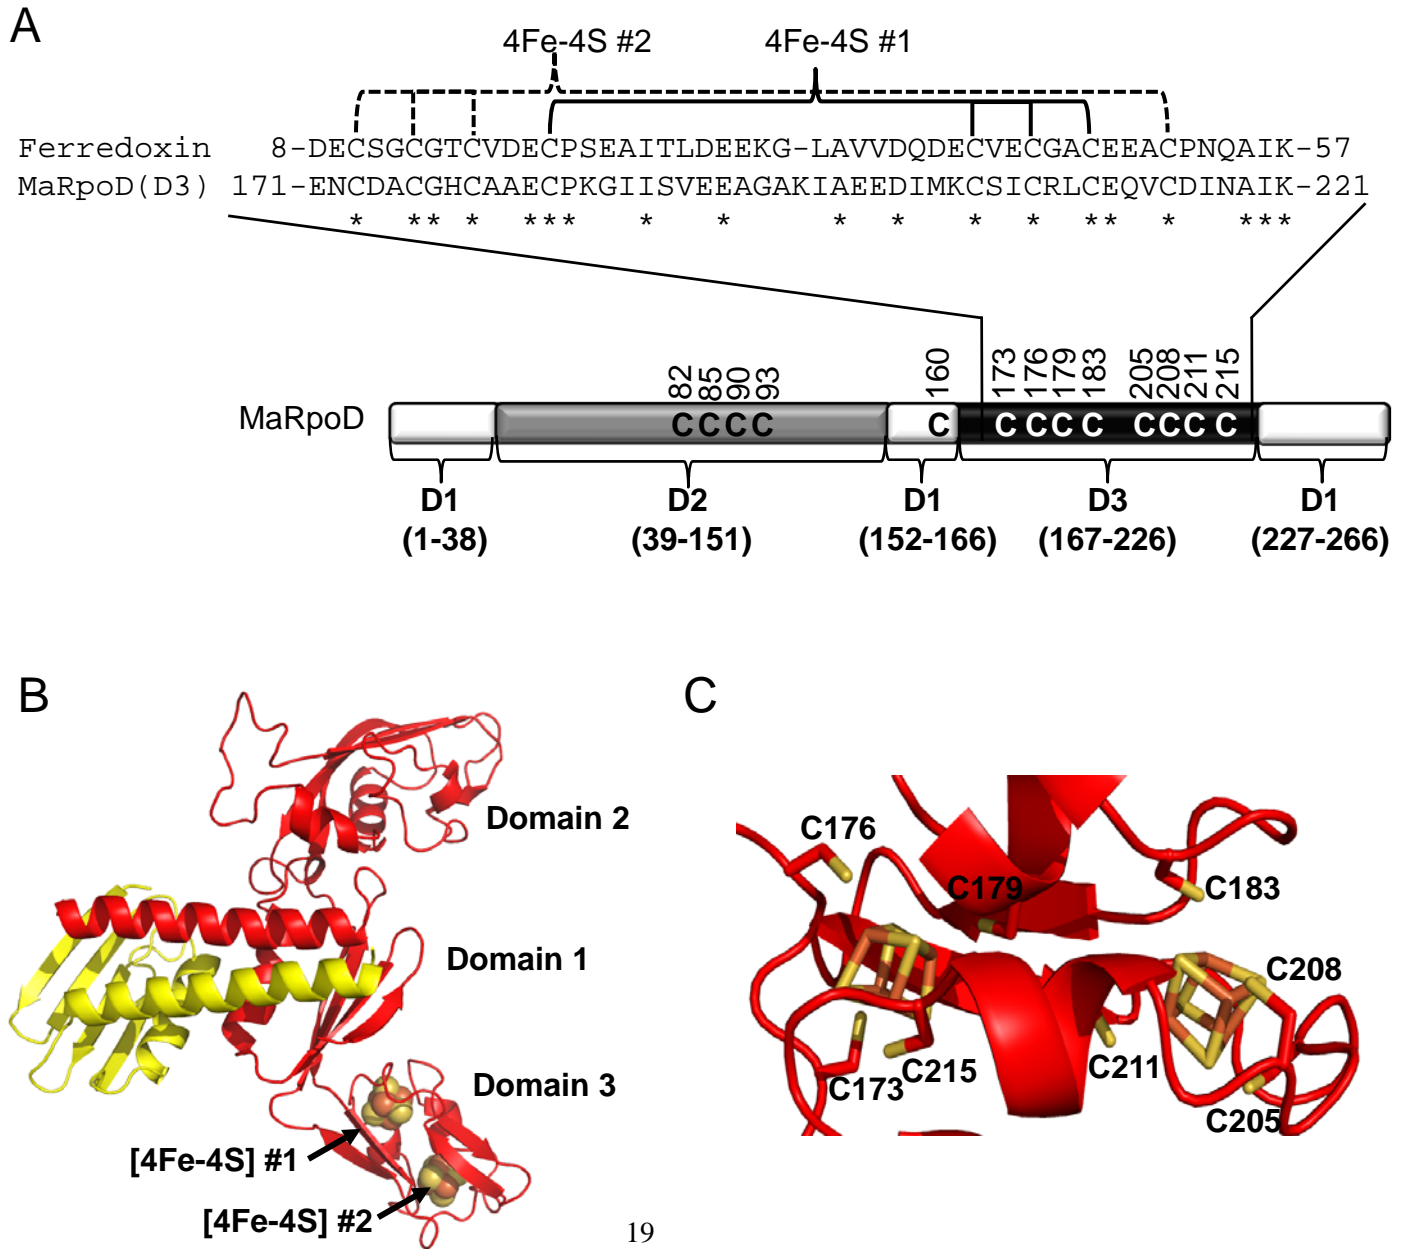 A
4Fe-4S #2 4Fe-4S #1
Ferredoxin 8-DECSGCGTCVDECPSEAITLDEEKG-LAVVDQDECVECGACEEACPNQAIK-57
MaRpoD(D3) 171-ENCDACGHCAAECPKGIISVEEAGAKIAEEDIMKCSICRLCEQVCDINAIK-221
* ** * *** * * * * * * ** * ***
82 85 90 93 160 173 176 179 183 205 208 211 215
MaRpoD CCCC C C C C C C C C C
D1 D2 D1 D3 D1
(1-38) (39-151) (152-166) (167-226) (227-266)
B
Domain 2
Domain 1
Domain 3
[4Fe-4S] #1
[4Fe-4S] #2
C
C176
C179 C183
C208
C211
C173 C215
C205
19